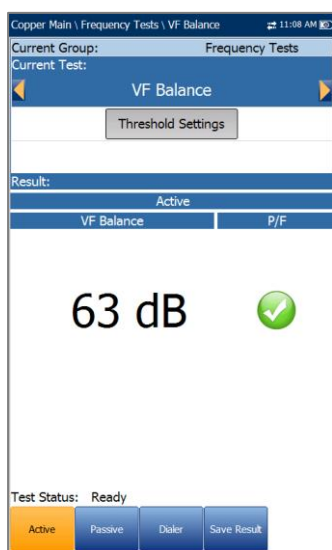 Copper Main \ Frequency Tests \ VF Balance 11:08 AM
Current Group: Frequency Tests
Current Test:
VF Balance
Threshold Settings
Result:
Active
VF Balance P/F
63 dB
Test Status: Ready
Active Passive Dialer Save Result